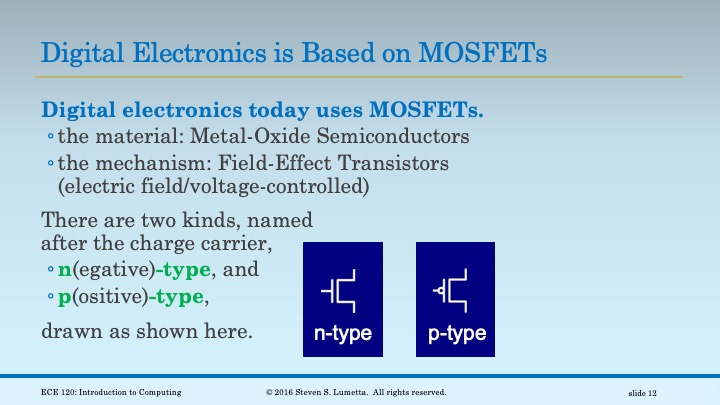 Digital Electronics is Based on MOSFETs
Digital electronics today uses MOSFETs.
◦ the material: Metal-Oxide Semiconductors
◦ the mechanism: Field-Effect Transistors
(electric field/voltage-controlled)
There are two kinds, named
after the charge carrier,
◦ n(egative)-type, and
◦ p(ositive)-type,
drawn as shown here.
n-type
p-type
ECE 120: Introduction to Computing
© 2016 Steven S. Lumetta. All rights reserved.
slide 12